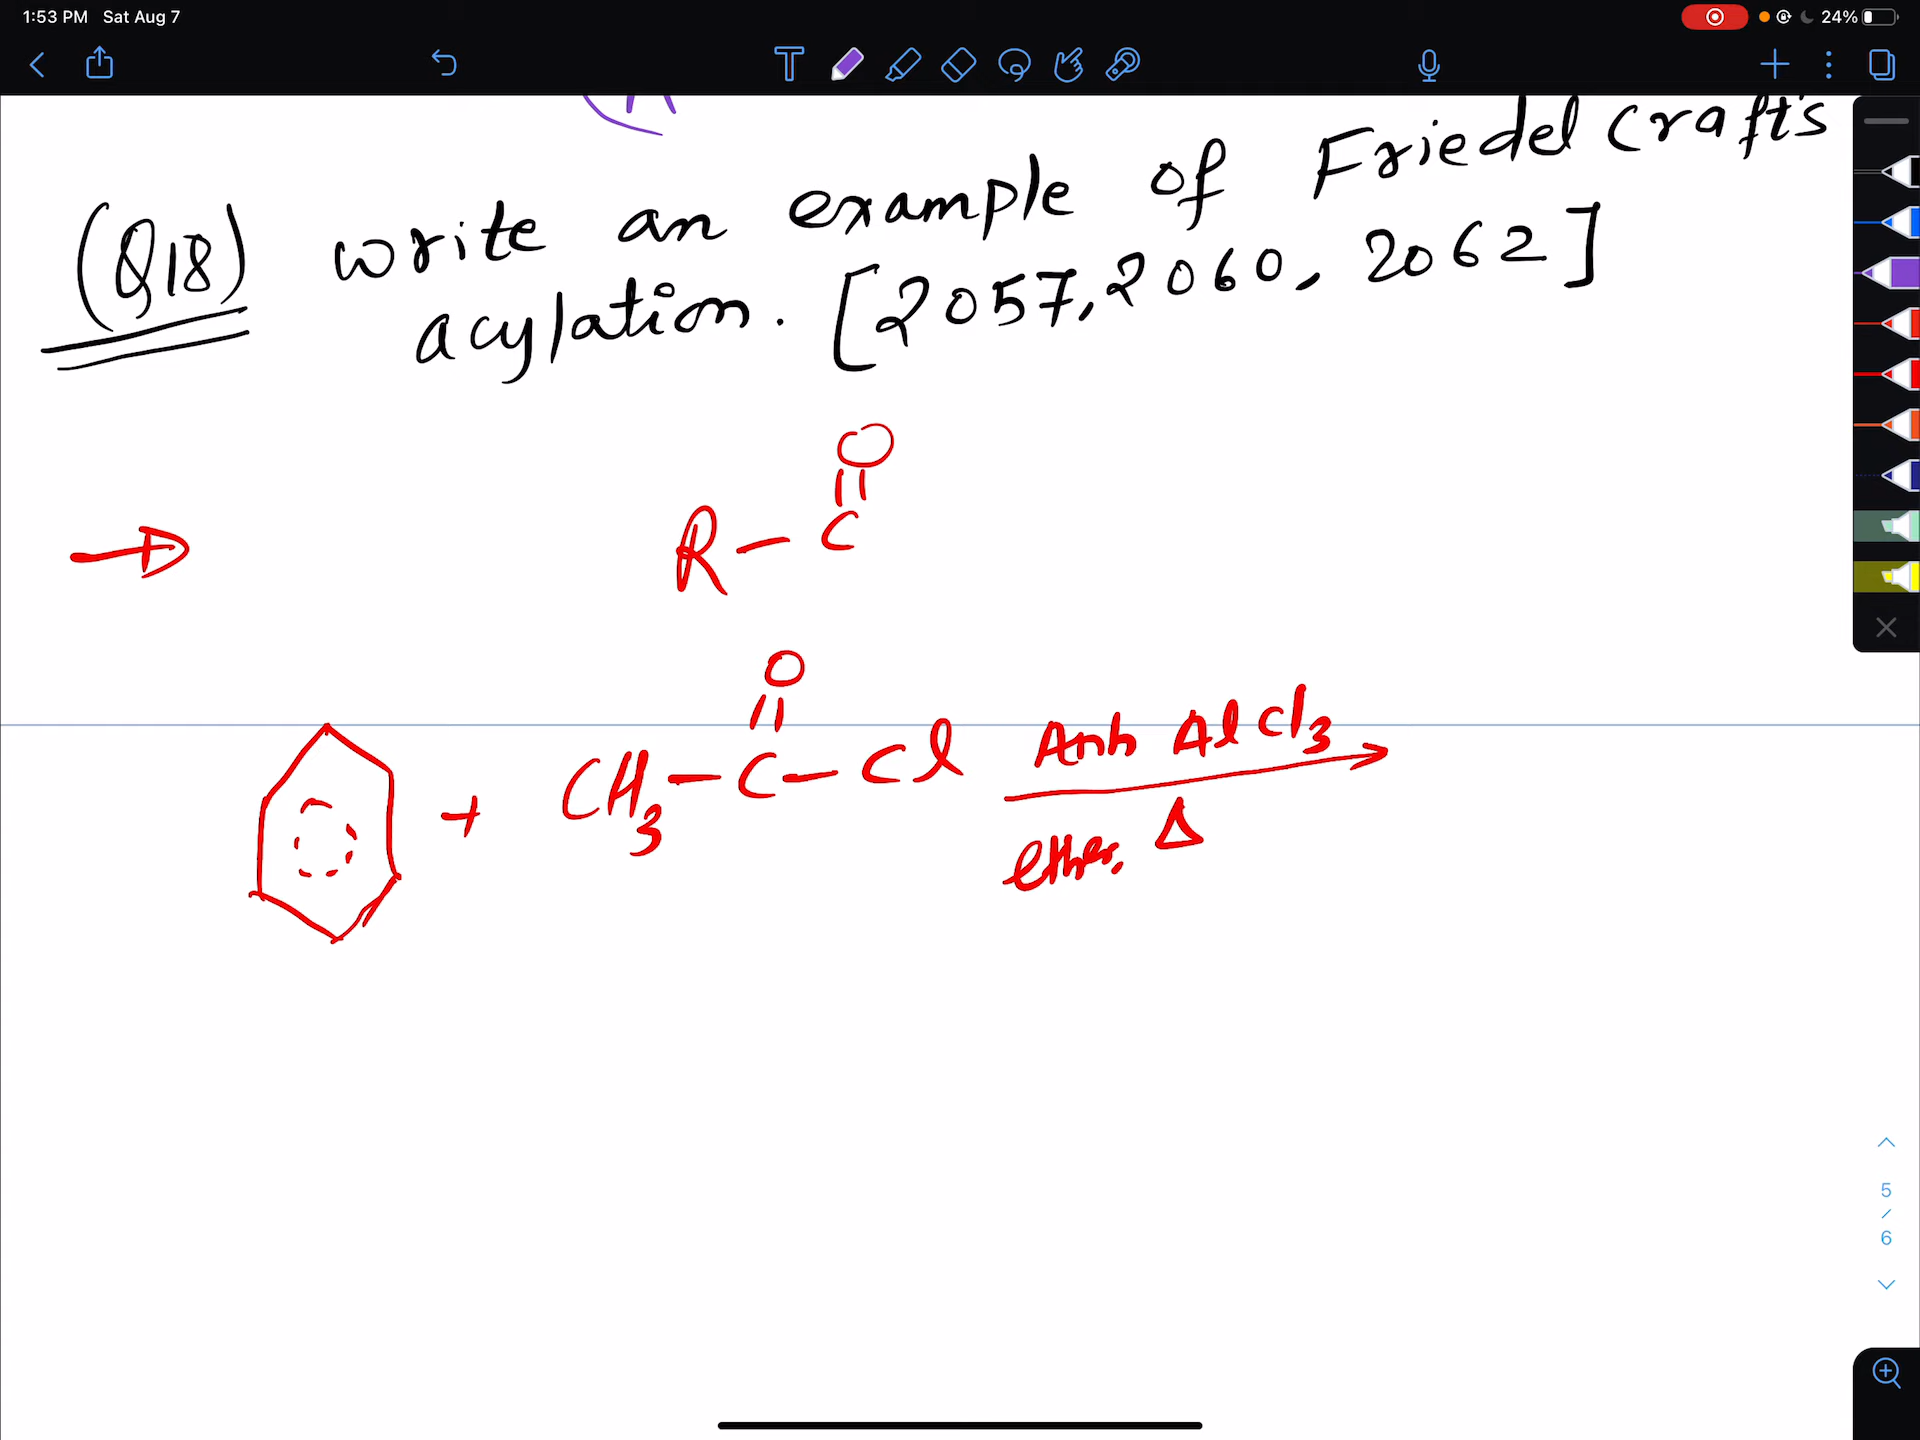 1:53 PM Sat Aug 7
24%
(Q18) write an example of Friedel crafts
acylation. [2057, 2060, 2062]
O
R - C
O
CH3 - C - Cl Anh AlCl3
+
ether, Δ
5
/
6